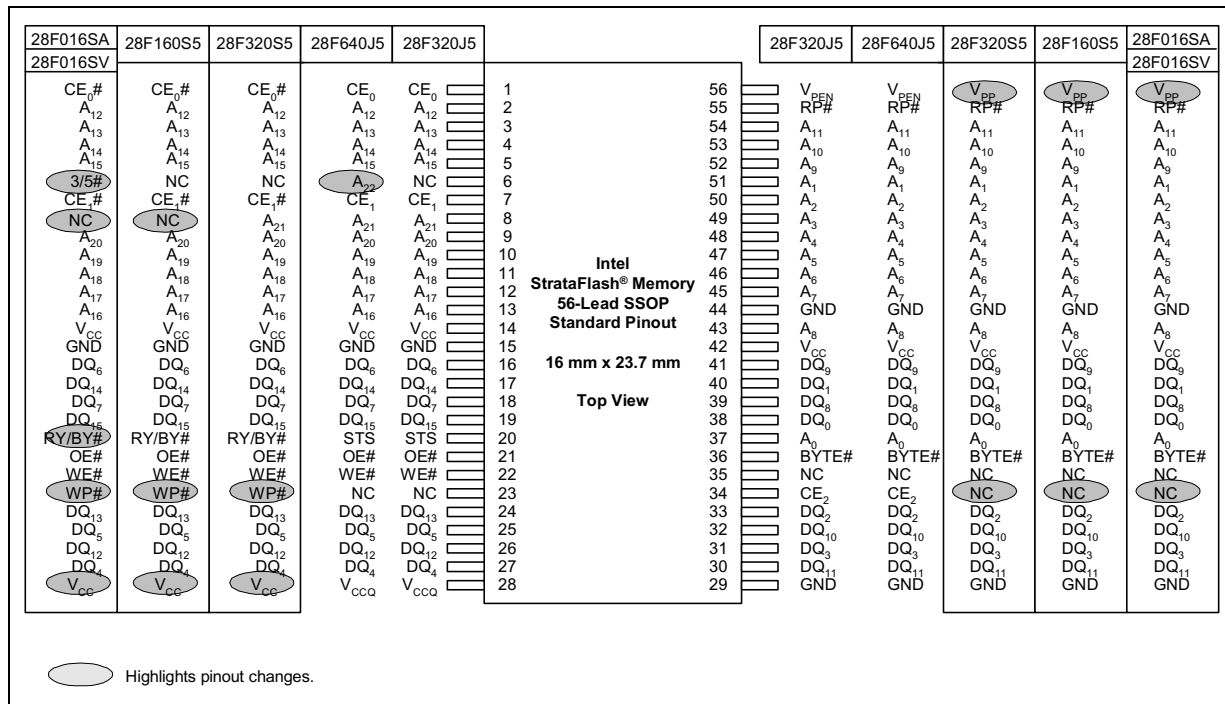 28F016SA 28F160S5 28F320S5 28F640J5 28F320J5 28F320J5 28F640J5 28F320S5 28F160S5 28F016SA
28F016SV 28F016SV
CE0# CE0# CE0# CE0 CE0 1 56 VPEN VPEN VPP VPP VPP
A12 A12 A12 A12 A12 2 55 RP# RP# RP# RP# RP#
A13 A13 A13 A13 A13 3 54 A11 A11 A11 A11 A11
A14 A14 A14 A14 A14 4 53 A10 A10 A10 A10 A10
A15 A15 A15 A15 A15 5 52 A9 A9 A9 A9 A9
3/5# NC NC A22 NC 6 51 A1 A1 A1 A1 A1
CE1# CE1# CE1# CE1 CE1 7 50 A2 A2 A2 A2 A2
NC NC A21 A21 A21 8 49 A3 A3 A3 A3 A3
A20 A20 A20 A20 A20 9 48 A4 A4 A4 A4 A4
A19 A19 A19 A19 A19 10 47 A5 A5 A5 A5 A5
A18 A18 A18 A18 A18 11 46 A6 A6 A6 A6 A6
A17 A17 A17 A17 A17 12 45 A7 A7 A7 A7 A7
A16 A16 A16 A16 A16 13 44 GND GND GND GND GND
VCC VCC VCC VCC VCC 14 43 A8 A8 A8 A8 A8
GND GND GND GND GND 15 42 VCC VCC VCC VCC VCC
DQ6 DQ6 DQ6 DQ6 DQ6 16 41 DQ9 DQ9 DQ9 DQ9 DQ9
DQ14 DQ14 DQ14 DQ14 DQ14 17 40 DQ1 DQ1 DQ1 DQ1 DQ1
DQ7 DQ7 DQ7 DQ7 DQ7 18 39 DQ8 DQ8 DQ8 DQ8 DQ8
DQ15 DQ15 DQ15 DQ15 DQ15 19 38 DQ0 DQ0 DQ0 DQ0 DQ0
RY/BY# RY/BY# RY/BY# STS STS 20 37 A0 A0 A0 A0 A0
OE# OE# OE# OE# OE# 21 36 BYTE# BYTE# BYTE# BYTE# BYTE#
WE# WE# WE# WE# WE# 22 35 NC NC NC NC NC
WP# WP# WP# NC NC 23 34 CE2 CE2 NC NC NC
DQ13 DQ13 DQ13 DQ13 DQ13 24 33 DQ2 DQ2 DQ2 DQ2 DQ2
DQ5 DQ5 DQ5 DQ5 DQ5 25 32 DQ10 DQ10 DQ10 DQ10 DQ10
DQ12 DQ12 DQ12 DQ12 DQ12 26 31 DQ3 DQ3 DQ3 DQ3 DQ3
DQ4 DQ4 DQ4 DQ4 DQ4 27 30 DQ11 DQ11 DQ11 DQ11 DQ11
VCC VCC VCC VCCQ VCCQ 28 29 GND GND GND GND GND
Intel
StrataFlash® Memory
56-Lead SSOP
Standard Pinout
16 mm x 23.7 mm
Top View
Highlights pinout changes.